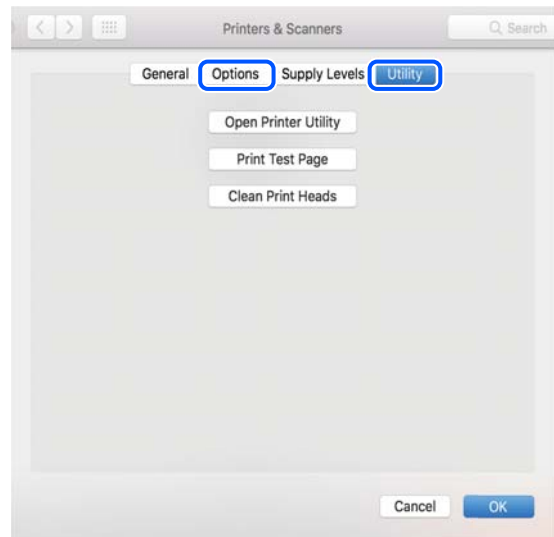 Printers & Scanners Search
General Options Supply Levels Utility
Open Printer Utility
Print Test Page
Clean Print Heads
Cancel OK